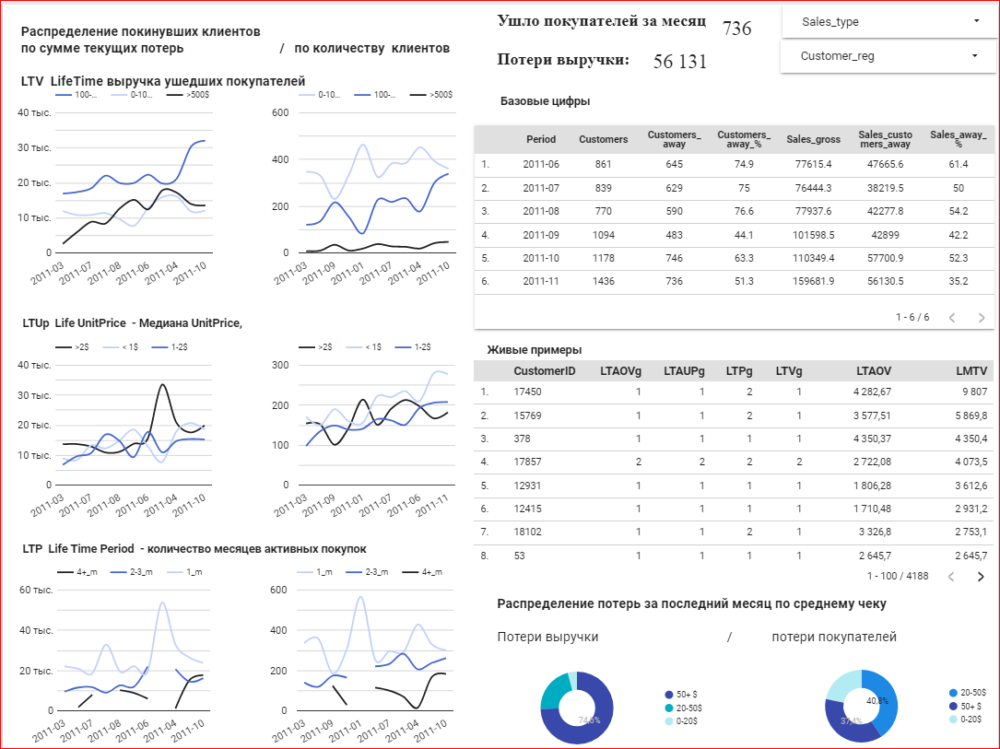 Распределение покинувших клиентов
по сумме текущих потерь / по количеству клиентов
LTV LifeTime выручка ушедших покупателей
100-... 0-10... >500$
40 тыс.
30 тыс.
20 тыс.
10 тыс.
0
2011-03 2011-07 2011-08 2011-06 2011-04 2011-10
0-10... 100-... >500$
600
400
200
0
2011-03 2011-09 2011-01 2011-07 2011-04 2011-10
LTUp Life UnitPrice - Медиана UnitPrice,
>2$ < 1$ 1-2$
40 тыс.
30 тыс.
20 тыс.
10 тыс.
0
2011-03 2011-07 2011-08 2011-06 2011-04 2011-10
>2$ < 1$ 1-2$
300
200
100
0
2011-03 2011-09 2011-01 2011-07 2011-06 2011-11
LTP Life Time Period - количество месяцев активных покупок
4+_m 2-3_m 1_m
60 тыс.
40 тыс.
20 тыс.
0
2011-03 2011-07 2011-08 2011-06 2011-04 2011-10
1_m 2-3_m 4+_m
600
400
200
0
2011-03 2011-09 2011-01 2011-07 2011-04 2011-10
Ушло покупателей за месяц 736
Потери выручки: 56 131
Sales_type
Customer_reg
Базовые цифры
Period Customers Customers_away Customers_away_% Sales_gross Sales_customers_away Sales_away_%
1. 2011-06 861 645 74.9 77615.4 47665.6 61.4
2. 2011-07 839 629 75 76444.3 38219.5 50
3. 2011-08 770 590 76.6 77937.6 42277.8 54.2
4. 2011-09 1094 483 44.1 101598.5 42899 42.2
5. 2011-10 1178 746 63.3 110349.4 57700.9 52.3
6. 2011-11 1436 736 51.3 159681.9 56130.5 35.2
1 - 6 / 6
Живые примеры
CustomerID LTAOVg LTAUPg LTPg LTVg LTAOV LMTV
1. 17450 1 1 2 1 4 282,67 9 807
2. 15769 1 1 2 1 3 577,51 5 869,8
3. 378 1 1 1 1 4 350,37 4 350,4
4. 17857 2 2 2 2 2 722,08 4 073,5
5. 12931 1 1 1 1 1 806,28 3 612,6
6. 12415 1 1 1 1 1 710,48 2 931,2
7. 18102 1 1 2 1 3 326,8 2 753,1
8. 53 1 1 1 1 2 645,7 2 645,7
1 - 100 / 4188
Распределение потерь за последний месяц по среднему чеку
Потери выручки / потери покупателей
50+ $
20-50$
0-20$
20-50$
50+ $
0-20$
40,8%
37,4%